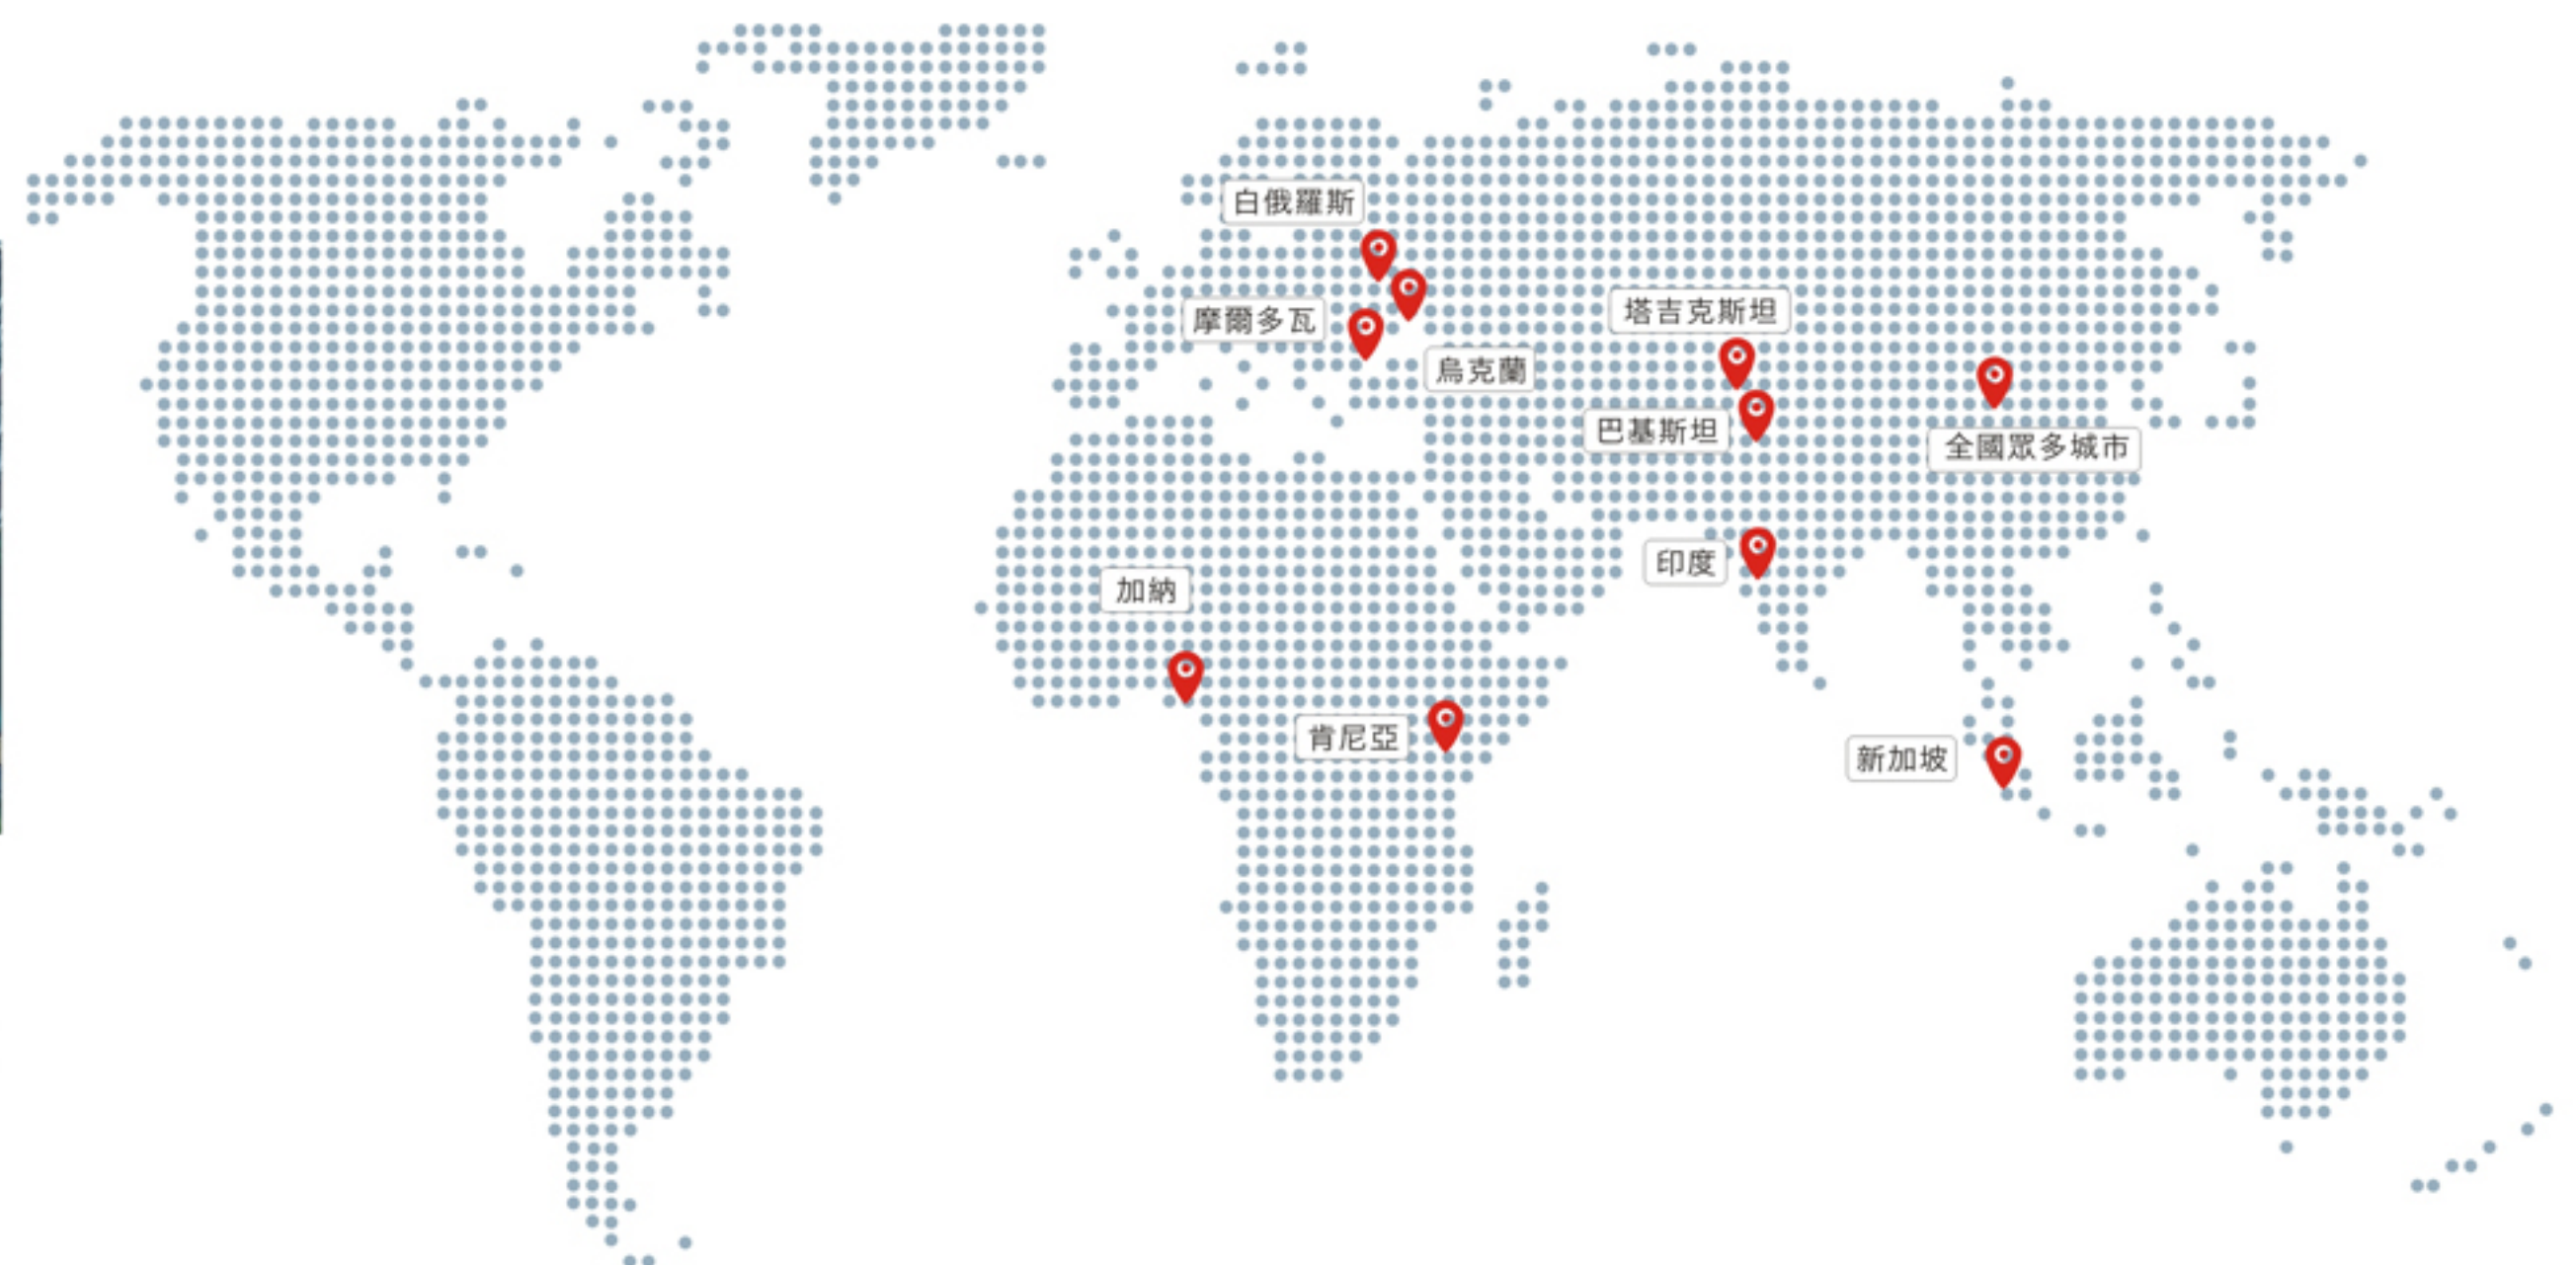 白俄羅斯
摩爾多瓦
烏克蘭
塔吉克斯坦
巴基斯坦
全國眾多城市
印度
加納
肯尼亞
新加坡